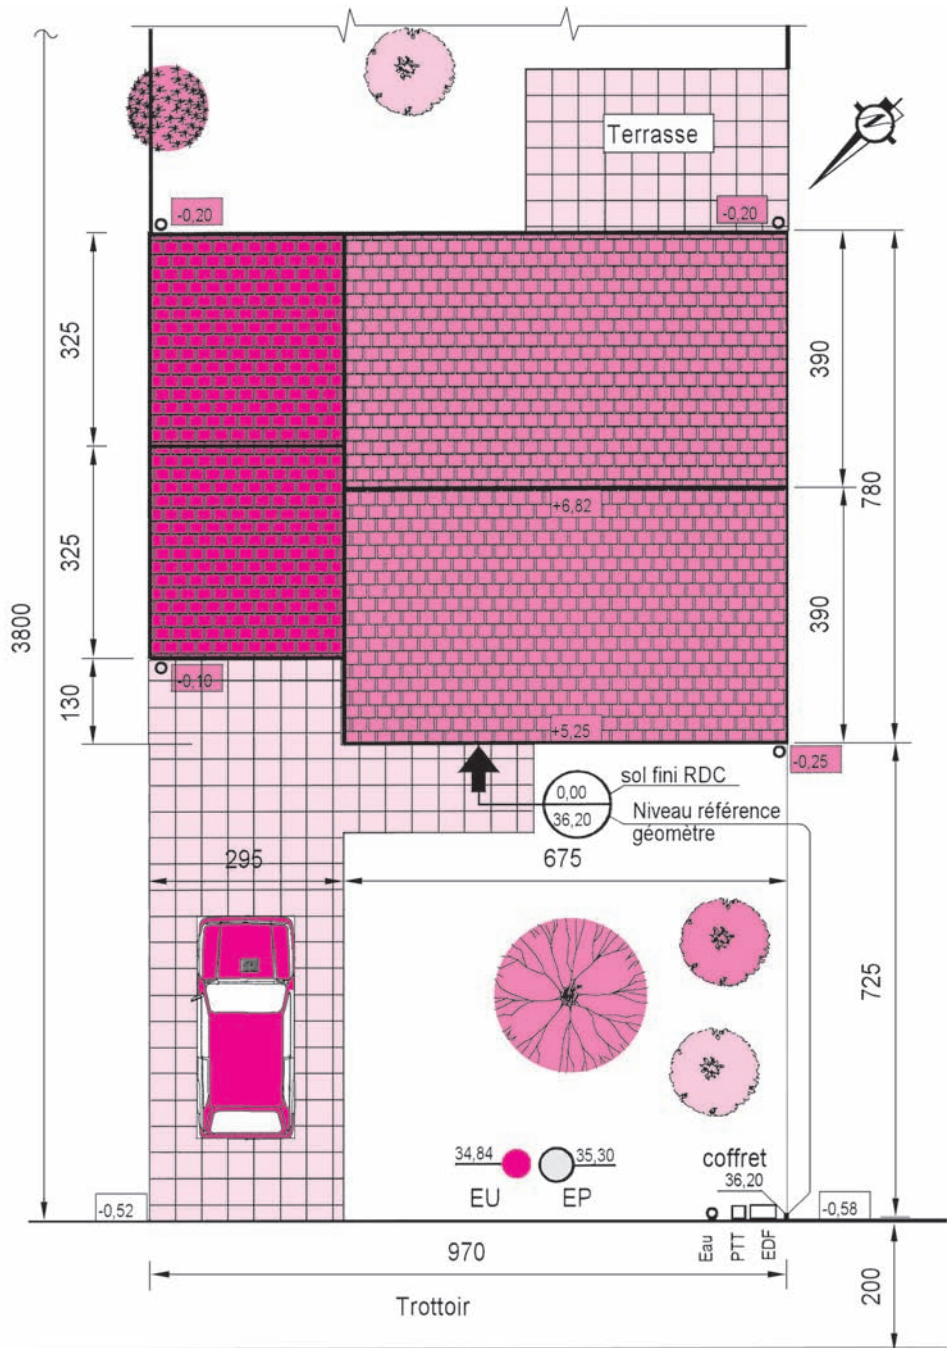 Terrasse
N
-0,20
-0,20
325
390
780
+6,82
3800
325
390
-0,10
130
+5,25
-0,25
sol fini RDC
0,00
36,20
Niveau référence
géomètre
295
675
725
34,84
35,30
EU
EP
coffret
36,20
-0,52
-0,58
Eau
PTT
EDF
970
200
Trottoir